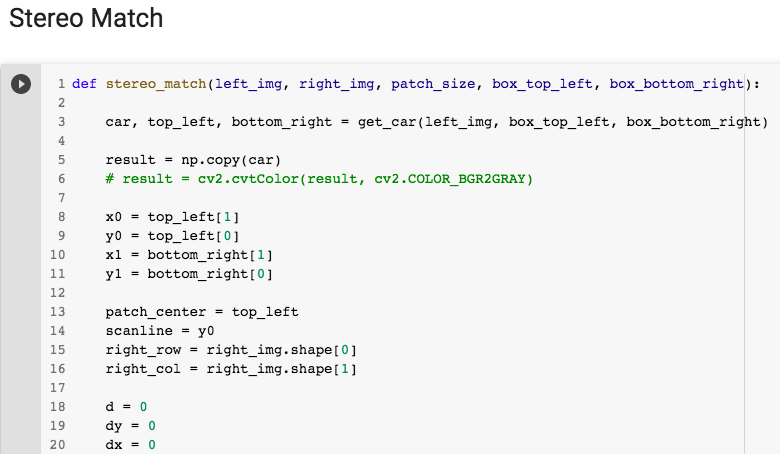 Stereo Match
1 def stereo_match(left_img, right_img, patch_size, box_top_left, box_bottom_right):
2
3     car, top_left, bottom_right = get_car(left_img, box_top_left, box_bottom_right)
4
5     result = np.copy(car)
6     # result = cv2.cvtColor(result, cv2.COLOR_BGR2GRAY)
7
8     x0 = top_left[1]
9     y0 = top_left[0]
10     x1 = bottom_right[1]
11     y1 = bottom_right[0]
12
13     patch_center = top_left
14     scanline = y0
15     right_row = right_img.shape[0]
16     right_col = right_img.shape[1]
17
18     d = 0
19     dy = 0
20     dx = 0